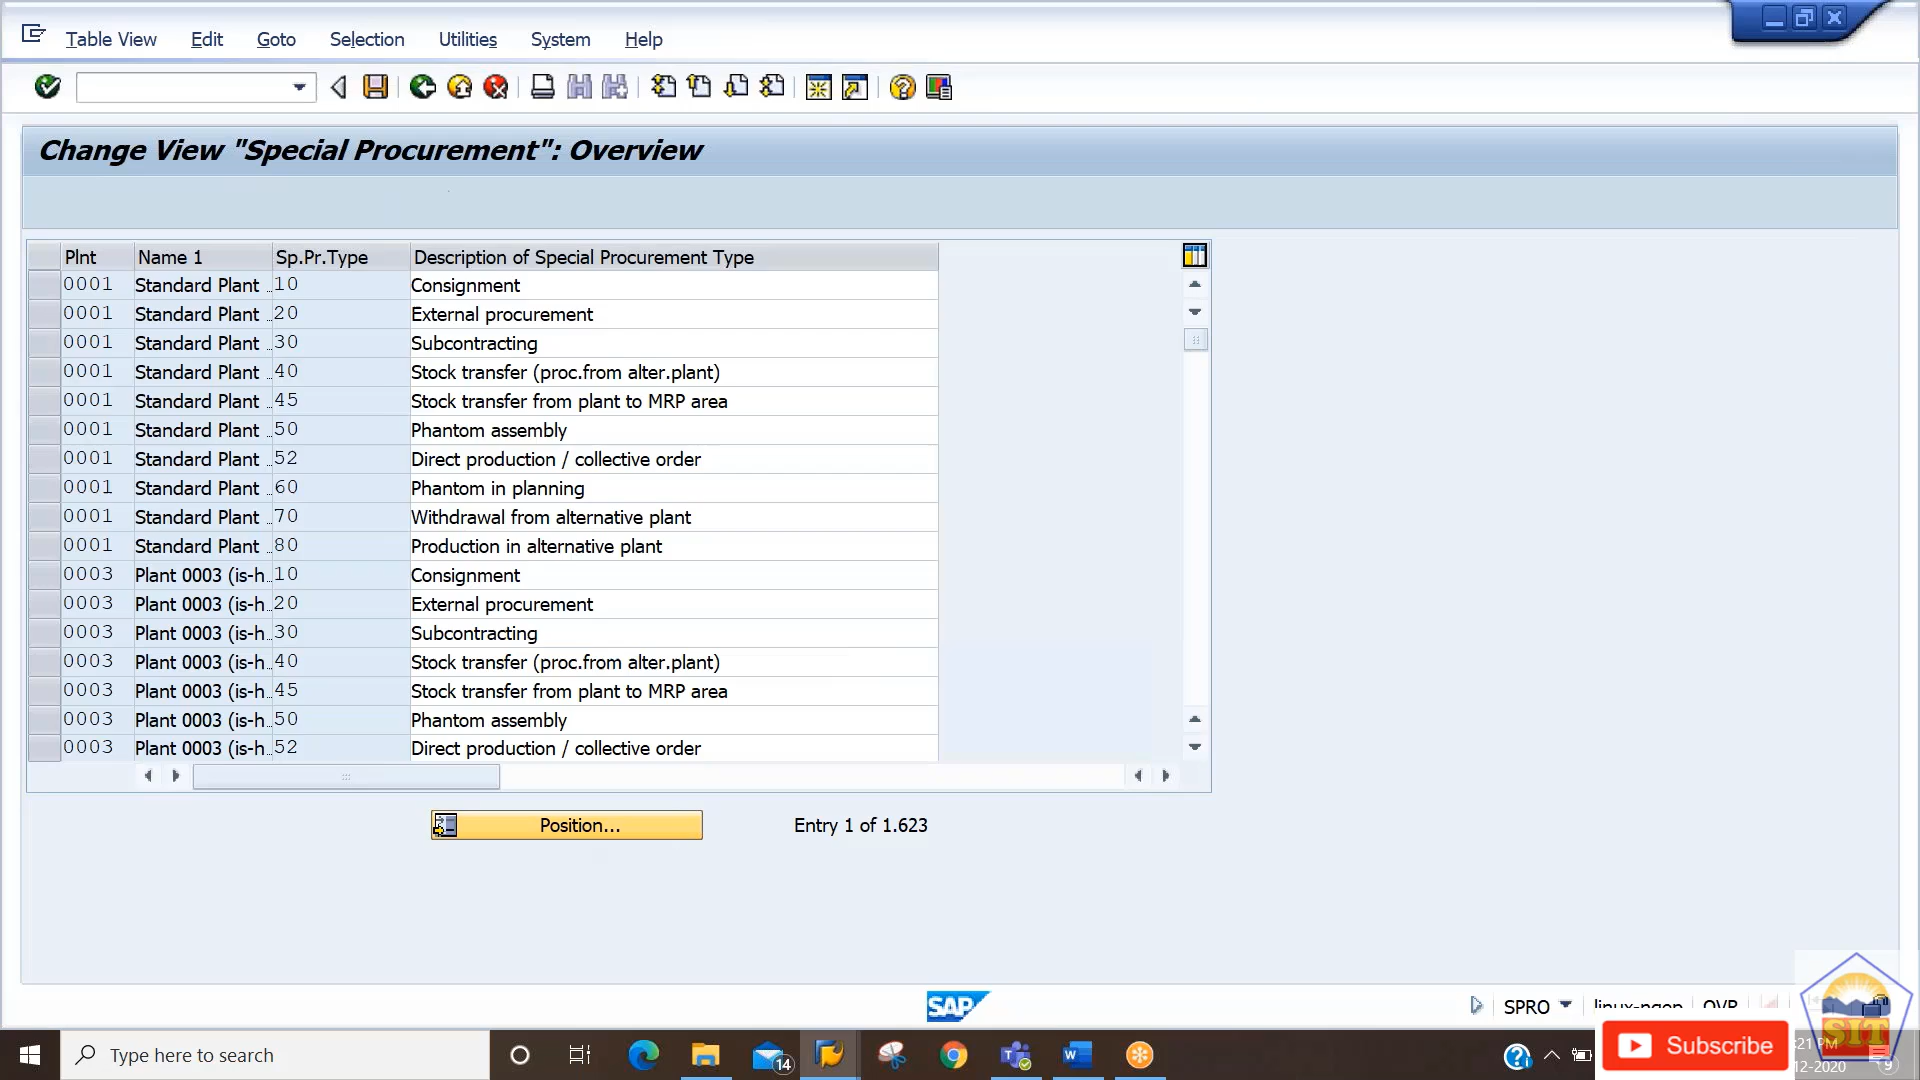 Table View Edit Goto Selection Utilities System Help
Change View "Special Procurement": Overview
Plnt Name 1 Sp.Pr.Type Description of Special Procurement Type
0001 Standard Plant .. 10 Consignment
0001 Standard Plant .. 20 External procurement
0001 Standard Plant .. 30 Subcontracting
0001 Standard Plant .. 40 Stock transfer (proc.from alter.plant)
0001 Standard Plant .. 45 Stock transfer from plant to MRP area
0001 Standard Plant .. 50 Phantom assembly
0001 Standard Plant .. 52 Direct production / collective order
0001 Standard Plant .. 60 Phantom in planning
0001 Standard Plant .. 70 Withdrawal from alternative plant
0001 Standard Plant .. 80 Production in alternative plant
0003 Plant 0003 (is-h.. 10 Consignment
0003 Plant 0003 (is-h.. 20 External procurement
0003 Plant 0003 (is-h.. 30 Subcontracting
0003 Plant 0003 (is-h.. 40 Stock transfer (proc.from alter.plant)
0003 Plant 0003 (is-h.. 45 Stock transfer from plant to MRP area
0003 Plant 0003 (is-h.. 50 Phantom assembly
0003 Plant 0003 (is-h.. 52 Direct production / collective order
Position... Entry 1 of 1.623
SAP SPRO OVR
SIT
Type here to search 14 Subscribe :21 PM
12-2020 9